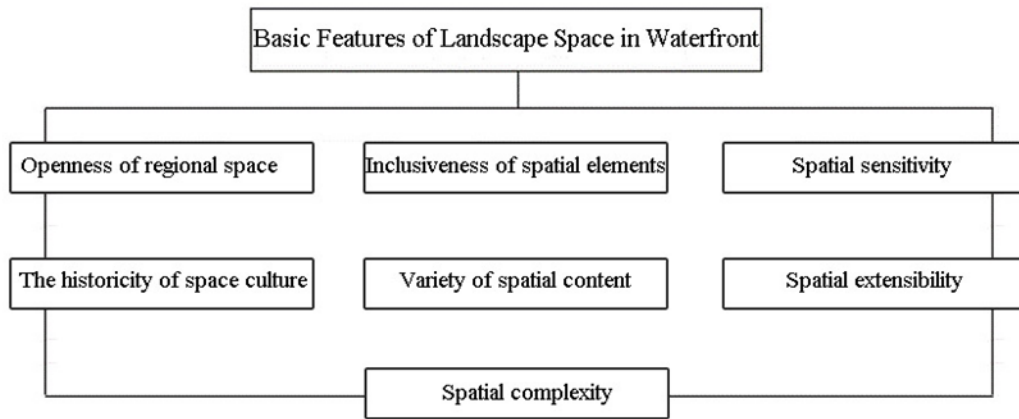 Basic Features of Landscape Space in Waterfront
Openness of regional space
Inclusiveness of spatial elements
Spatial sensitivity
The historicity of space culture
Variety of spatial content
Spatial extensibility
Spatial complexity